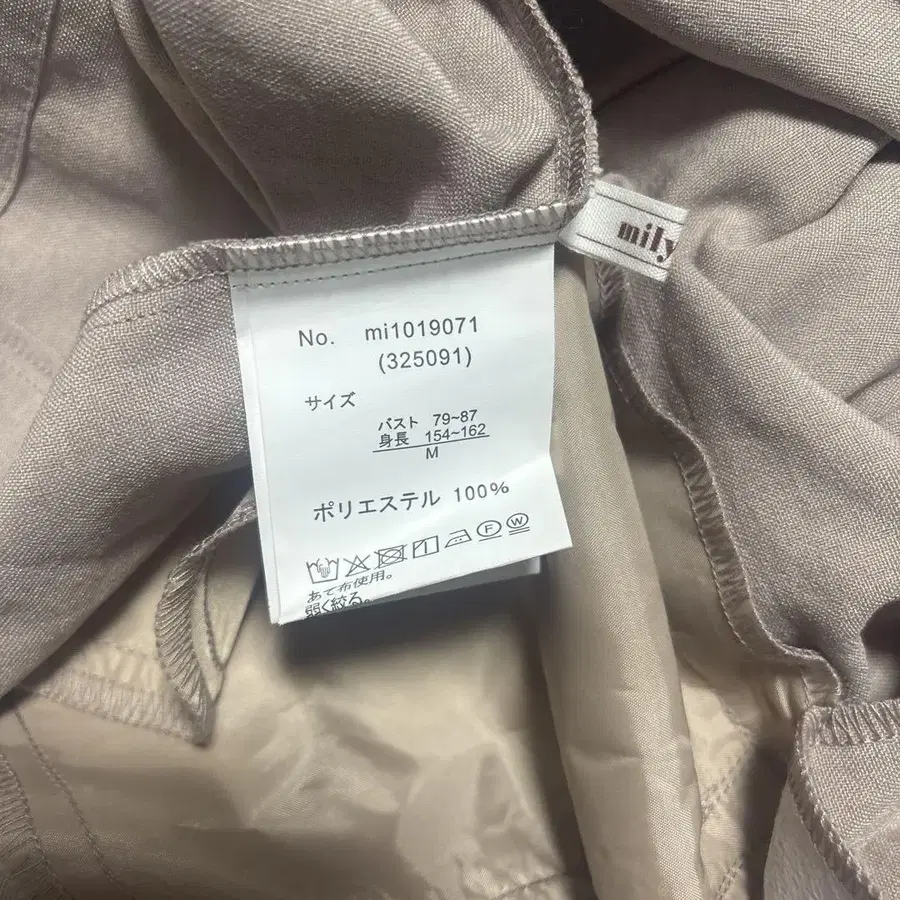 mily
No. mi1019071
(325091)
サイズ
バスト 79~87
身長 154~162
M
ポリエステル 100%
F W
あて布使用。
弱く絞る。